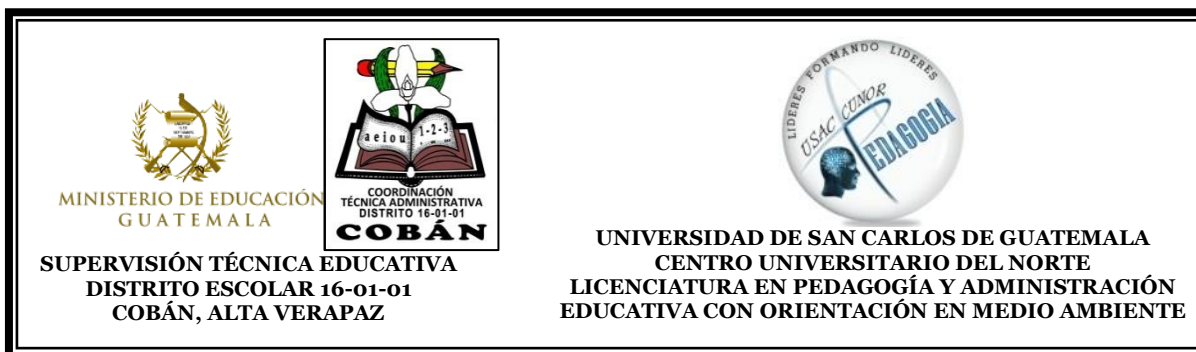 MINISTERIO DE EDUCACIÓN
GUATEMALA
a e i o u
1-2-3
COORDINACIÓN
TÉCNICA ADMINISTRATIVA
DISTRITO 16-01-01
COBÁN
SUPERVISIÓN TÉCNICA EDUCATIVA
DISTRITO ESCOLAR 16-01-01
COBÁN, ALTA VERAPAZ
LIDERES FORMANDO LIDERES
USAC CUNOR
PEDAGOGIA
UNIVERSIDAD DE SAN CARLOS DE GUATEMALA
CENTRO UNIVERSITARIO DEL NORTE
LICENCIATURA EN PEDAGOGÍA Y ADMINISTRACIÓN
EDUCATIVA CON ORIENTACIÓN EN MEDIO AMBIENTE